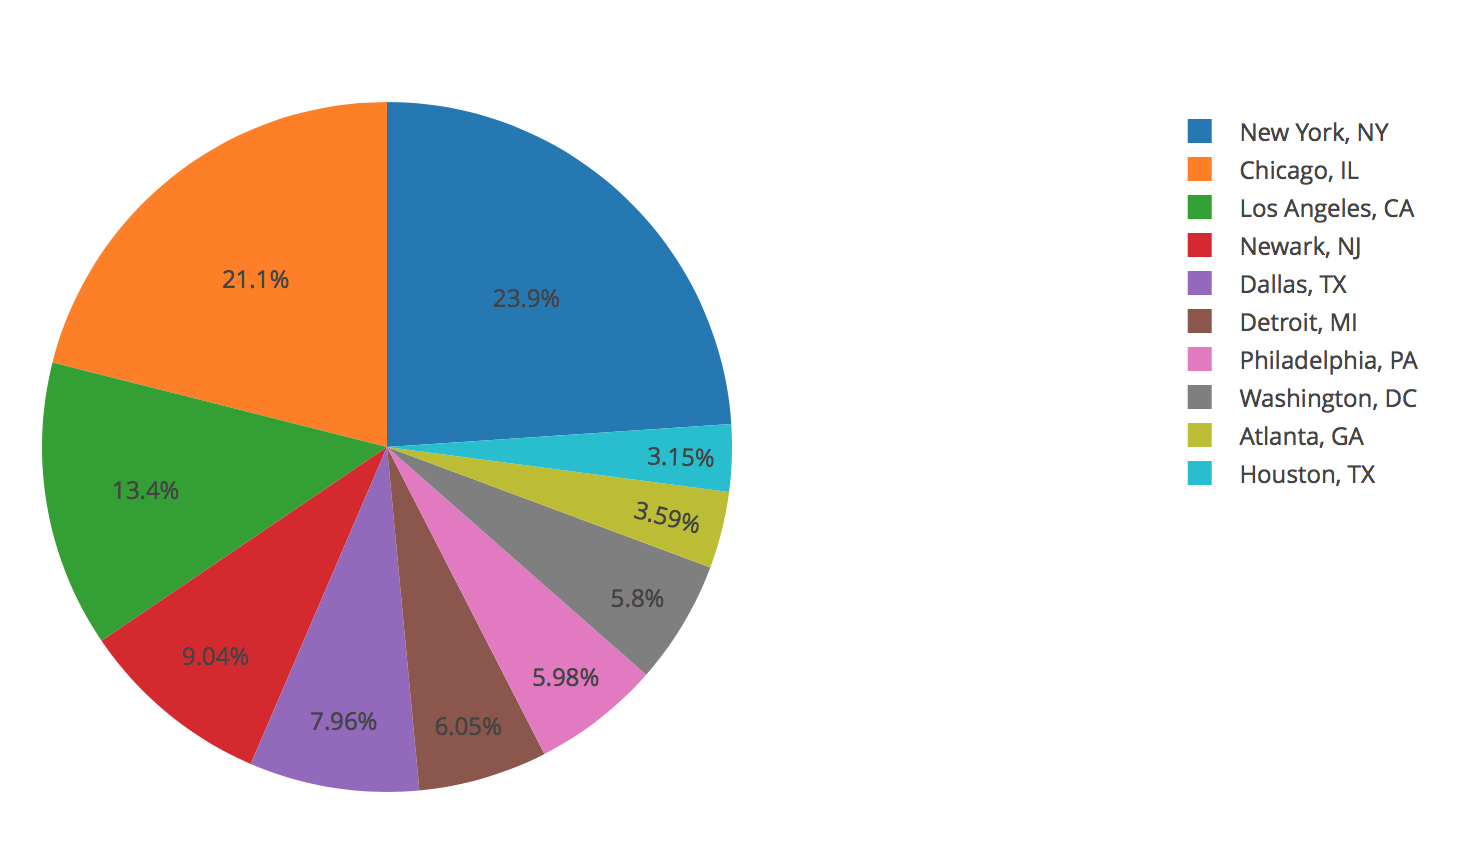 21.1%
23.9%
13.4%
3.15%
3.59%
5.8%
9.04%
5.98%
7.96%
6.05%
New York, NY
Chicago, IL
Los Angeles, CA
Newark, NJ
Dallas, TX
Detroit, MI
Philadelphia, PA
Washington, DC
Atlanta, GA
Houston, TX